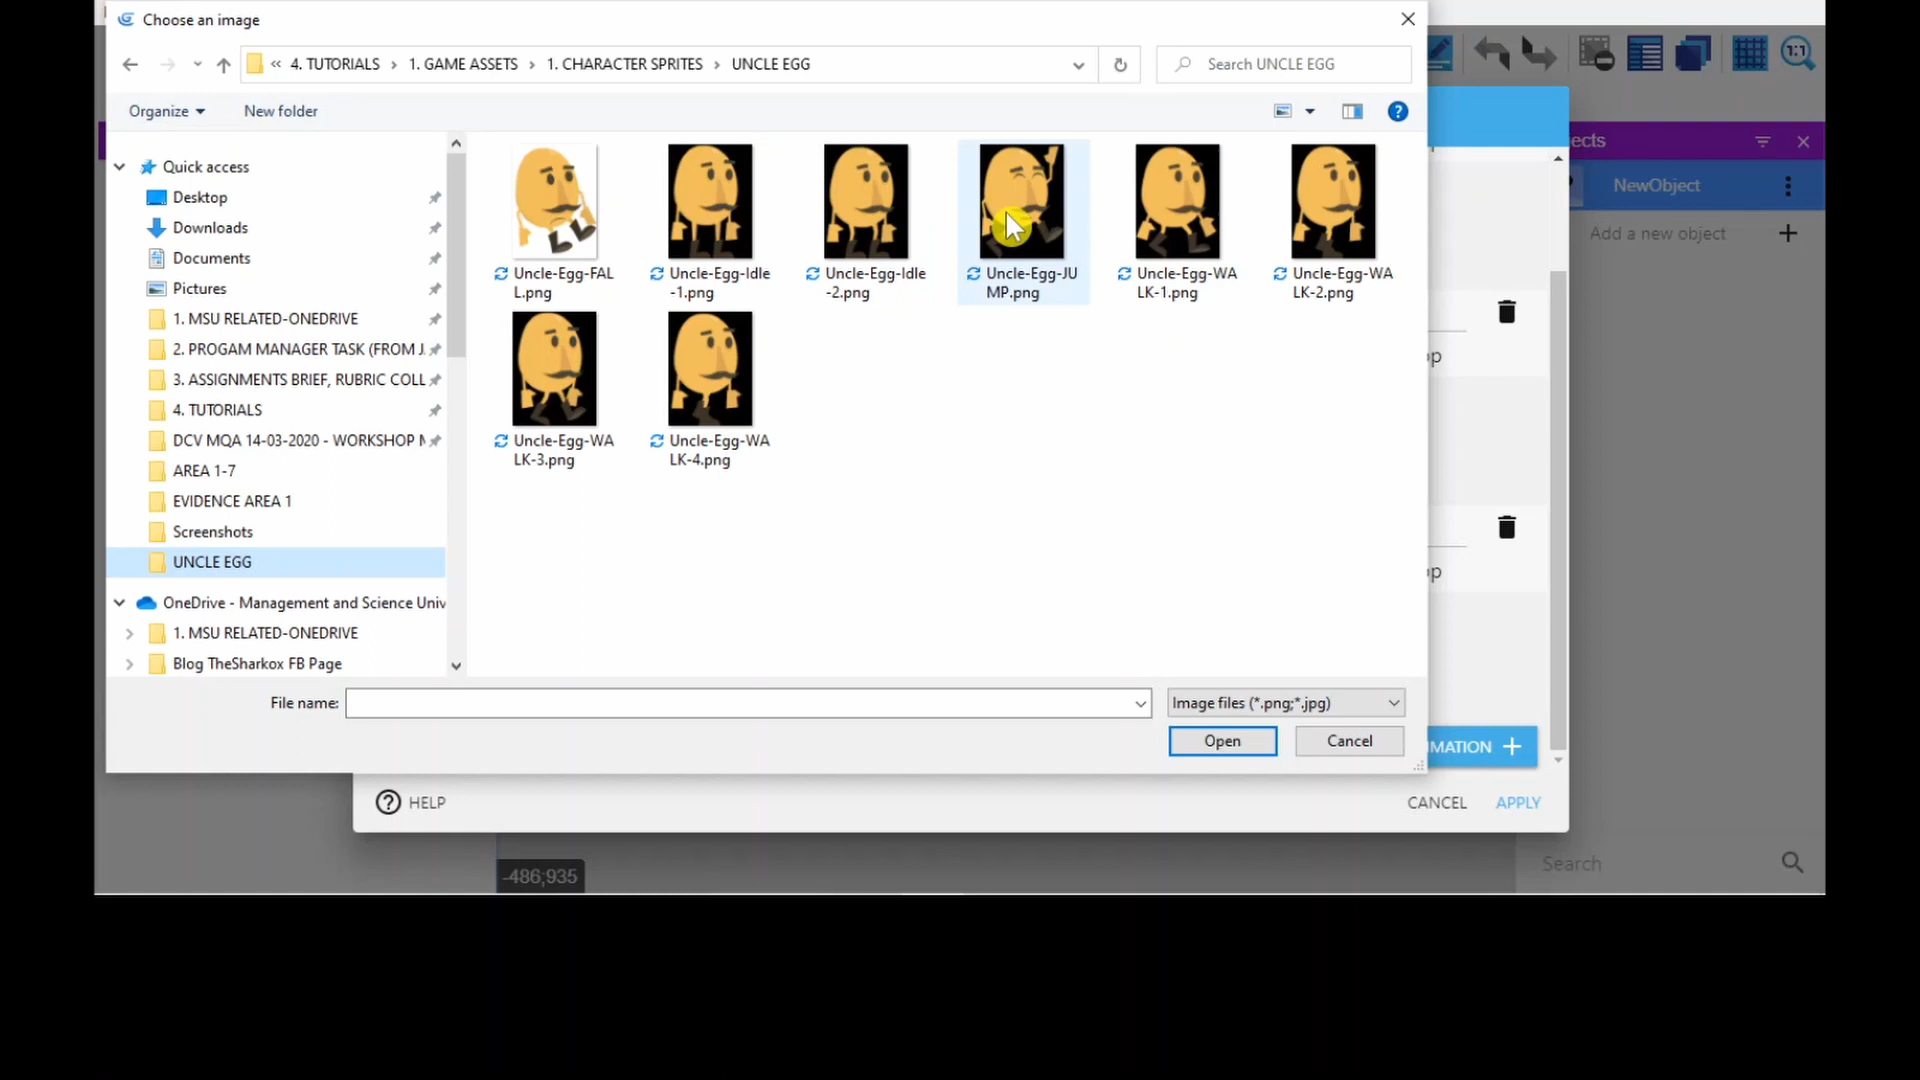 Choose an image
« 4. TUTORIALS › 1. GAME ASSETS › 1. CHARACTER SPRITES › UNCLE EGG
Search UNCLE EGG
Organize
New folder
Quick access
Desktop
Downloads
Documents
Pictures
1. MSU RELATED-ONEDRIVE
2. PROGAM MANAGER TASK (FROM J
3. ASSIGNMENTS BRIEF, RUBRIC COLL
4. TUTORIALS
DCV MQA 14-03-2020 - WORKSHOP
AREA 1-7
EVIDENCE AREA 1
Screenshots
UNCLE EGG
OneDrive - Management and Science Univ
1. MSU RELATED-ONEDRIVE
Blog TheSharkox FB Page
Uncle-Egg-FAL
L.png
Uncle-Egg-Idle
-1.png
Uncle-Egg-Idle
-2.png
Uncle-Egg-JU
MP.png
Uncle-Egg-WA
LK-1.png
Uncle-Egg-WA
LK-2.png
Uncle-Egg-WA
LK-3.png
Uncle-Egg-WA
LK-4.png
File name:
Image files (*.png;*.jpg)
Open
Cancel
1:1
ects
NewObject
Add a new object
op
op
IMATION
HELP
CANCEL
APPLY
-486;935
Search